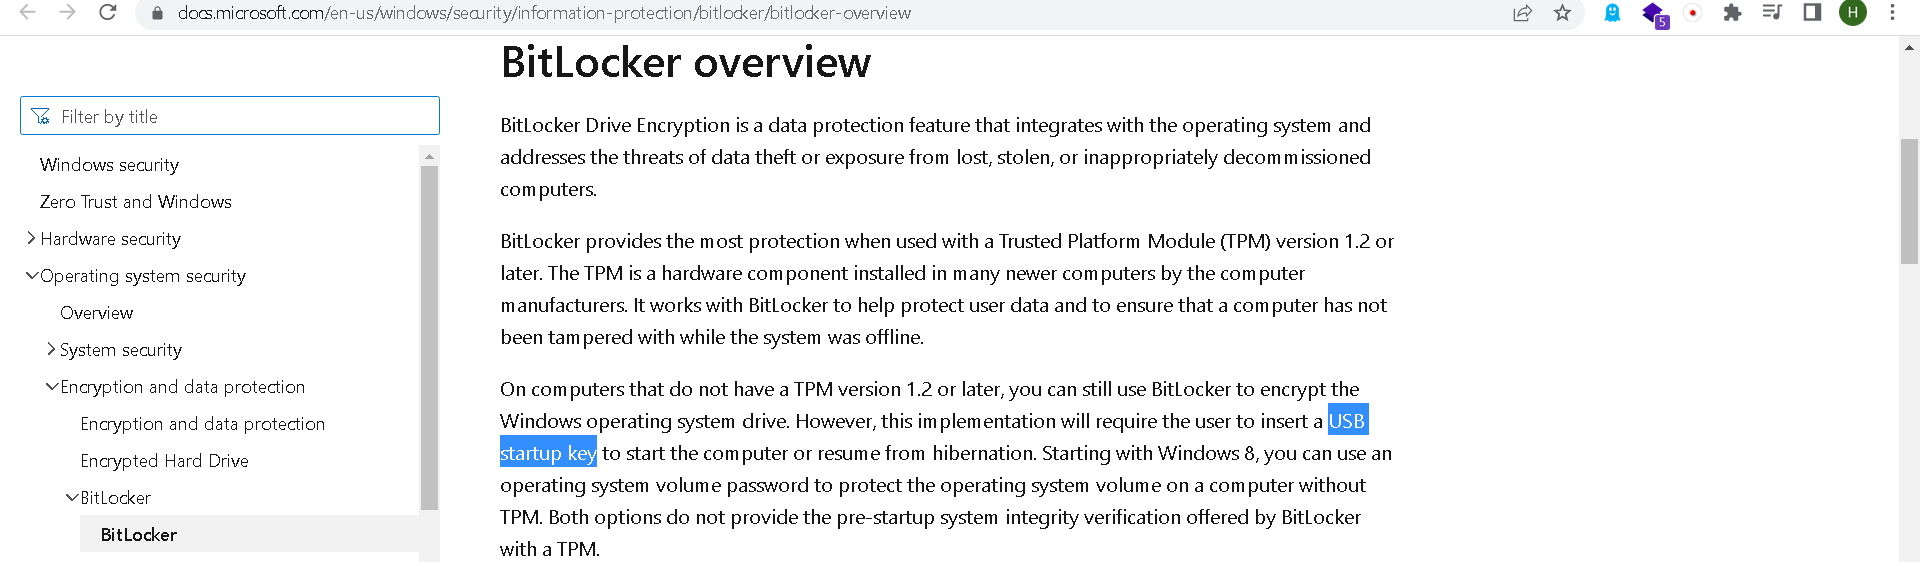 docs.microsoft.com/en-us/windows/security/information-protection/bitlocker/bitlocker-overview
5
H
Filter by title
Windows security
Zero Trust and Windows
Hardware security
Operating system security
Overview
System security
Encryption and data protection
Encryption and data protection
Encrypted Hard Drive
BitLocker
BitLocker
BitLocker overview
BitLocker Drive Encryption is a data protection feature that integrates with the operating system and
addresses the threats of data theft or exposure from lost, stolen, or inappropriately decommissioned
computers.
BitLocker provides the most protection when used with a Trusted Platform Module (TPM) version 1.2 or
later. The TPM is a hardware component installed in many newer computers by the computer
manufacturers. It works with BitLocker to help protect user data and to ensure that a computer has not
been tampered with while the system was offline.
On computers that do not have a TPM version 1.2 or later, you can still use BitLocker to encrypt the
Windows operating system drive. However, this implementation will require the user to insert a USB
startup key to start the computer or resume from hibernation. Starting with Windows 8, you can use an
operating system volume password to protect the operating system volume on a computer without
TPM. Both options do not provide the pre-startup system integrity verification offered by BitLocker
with a TPM.